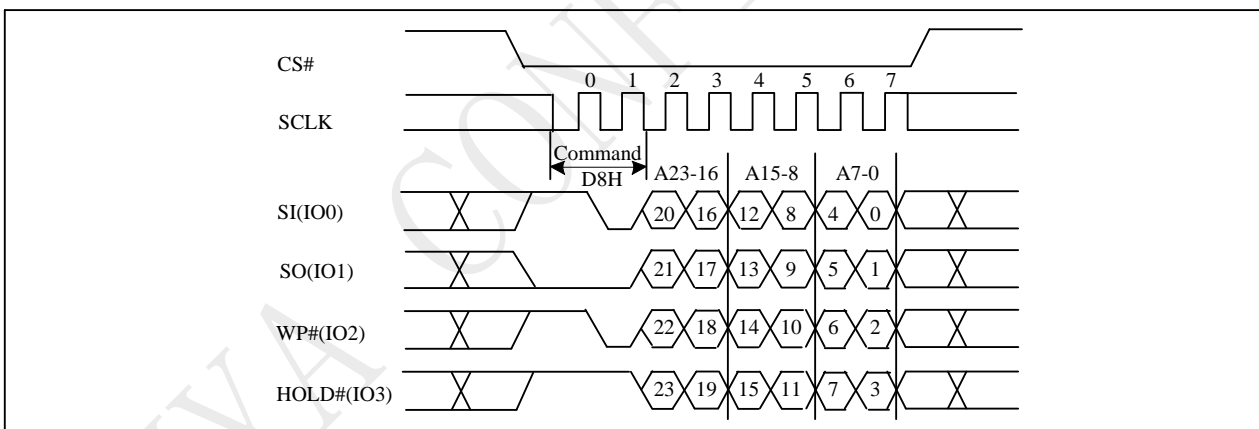 CS#
0 1 2 3 4 5 6 7
SCLK
Command
D8H
A23-16 A15-8 A7-0
SI(IO0) 20 16 12 8 4 0
SO(IO1) 21 17 13 9 5 1
WP#(IO2) 22 18 14 10 6 2
HOLD#(IO3) 23 19 15 11 7 3